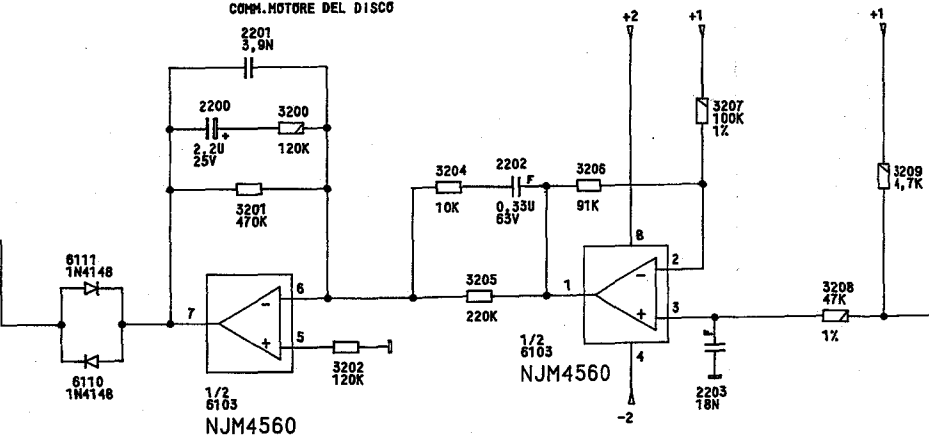 COMM.MOTORE DEL DISCO
2201
3,9N
2200
2,2U
25V
3200
120K
3201
470K
6111
1N4148
6110
1N4148
7
6
5
1/2
6103
NJM4560
3202
120K
3204
10K
2202
F
0,33U
63V
3206
91K
3205
220K
+2
+1
3207
100K
1%
8
1
2
3
4
1/2
6103
NJM4560
-2
F
2203
18N
3208
47K
1%
+1
3209
4,7K